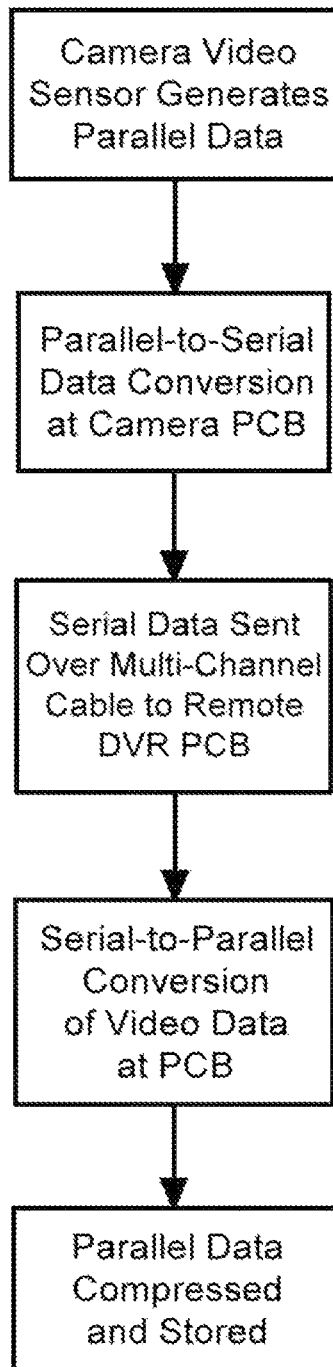 Camera Video
Sensor Generates
Parallel Data
Parallel-to-Serial
Data Conversion
at Camera PCB
Serial Data Sent
Over Multi-Channel
Cable to Remote
DVR PCB
Serial-to-Parallel
Conversion
of Video Data
at PCB
Parallel Data
Compressed
and Stored